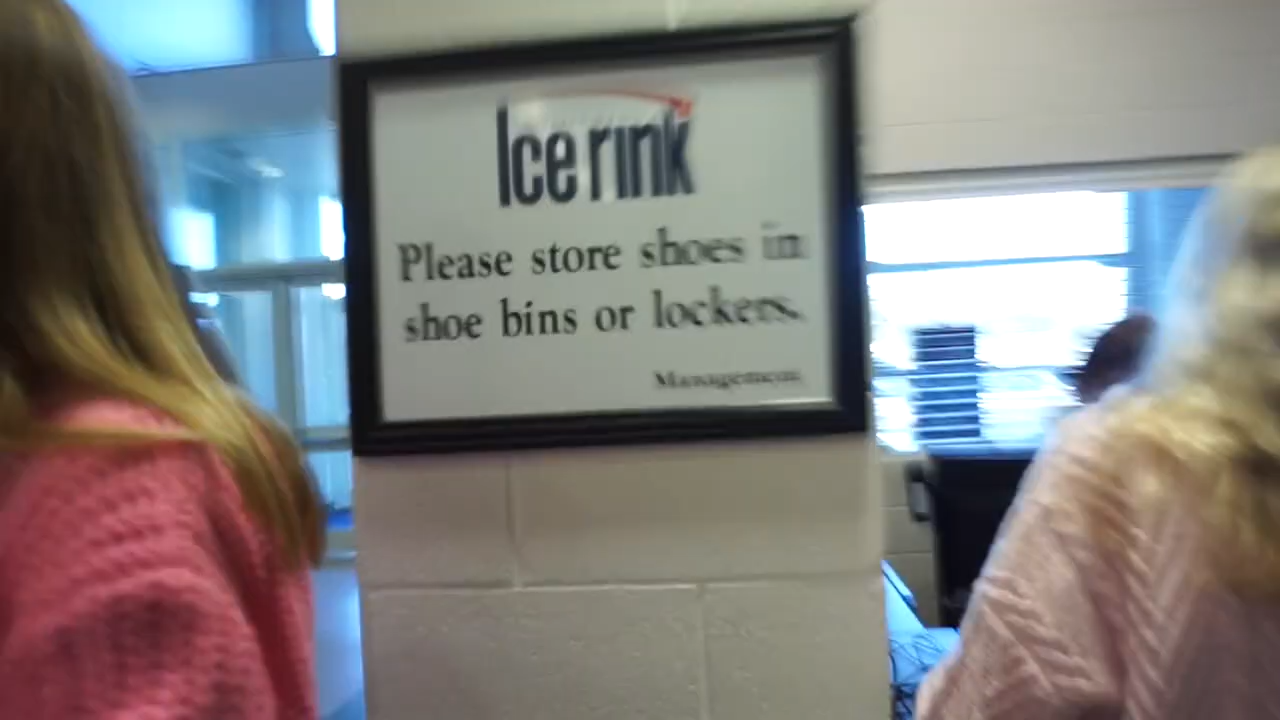 Ice rink
Please store shoes in
shoe bins or lockers.
Management